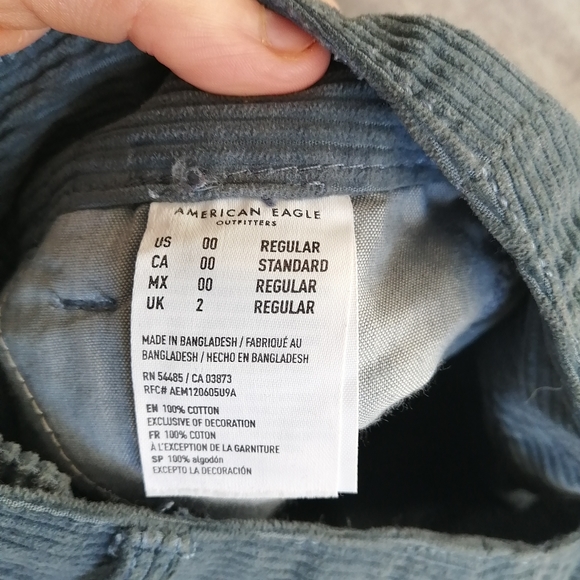 AMERICAN EAGLE
OUTFITTERS
US 00 REGULAR
CA 00 STANDARD
MX 00 REGULAR
UK 2 REGULAR
MADE IN BANGLADESH / FABRIQUÉ AU
BANGLADESH / HECHO EN BANGLADESH
RN 54485 / CA 03873
RFC# AEM120605U9A
EN 100% COTTON
EXCLUSIVE OF DECORATION
FR 100% COTON
À L'EXCEPTION DE LA GARNITURE
SP 100% algodón
EXCEPTO LA DECORACIÓN